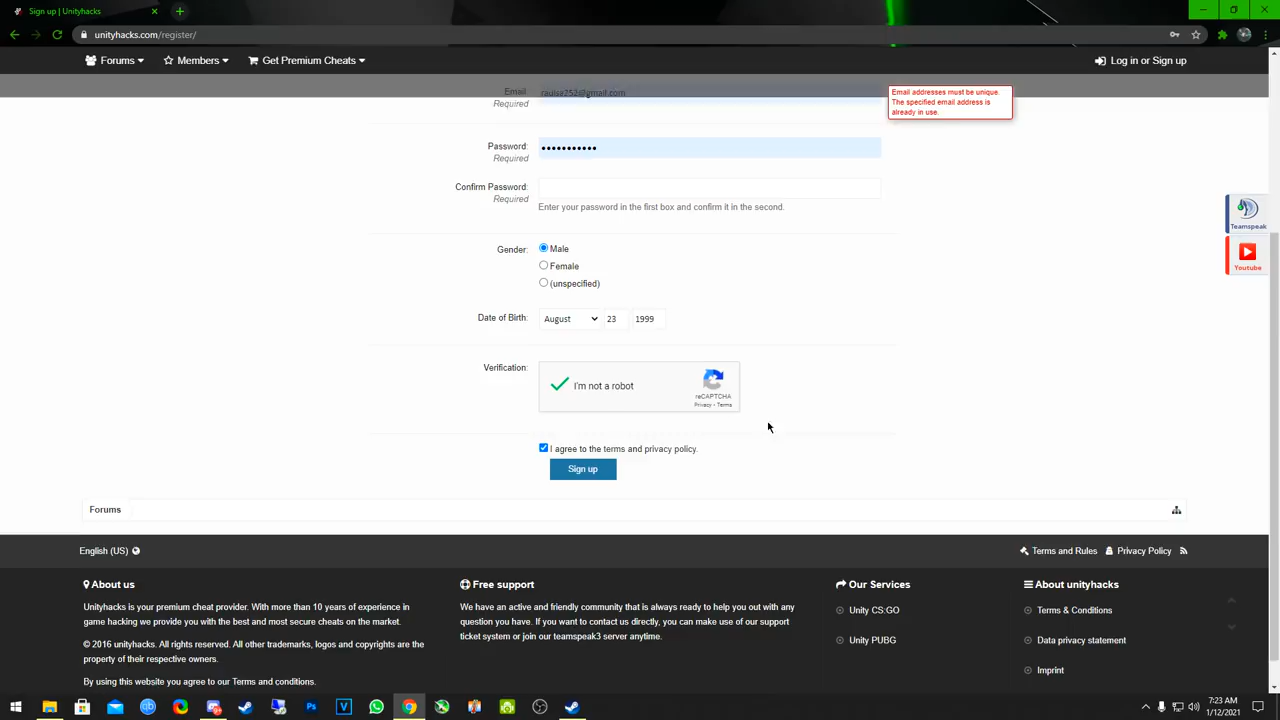 Sign up | Unityhacks
unityhacks.com/register/
Forums
Members
Get Premium Cheats
Log in or Sign up
Email
Required
Email addresses must be unique.
The specified email address is
already in use.
Password:
Required
Confirm Password:
Required
Enter your password in the first box and confirm it in the second.
Gender:
Male
Female
(unspecified)
Date of Birth:
August
23
1999
Verification:
I'm not a robot
reCAPTCHA
Privacy - Terms
I agree to the terms and privacy policy.
Sign up
Teamspeak
Youtube
Forums
English (US)
Terms and Rules
Privacy Policy
About us
Unityhacks is your premium cheat provider. With more than 10 years of experience in
game hacking we provide you with the best and most secure cheats on the market.
© 2016 unityhacks. All rights reserved. All other trademarks, logos and copyrights are the
property of their respective owners.
By using this website you agree to our Terms and conditions.
Free support
We have an active and friendly community that is always ready to help you out with any
question you have. If you want to contact us directly, you can make use of our support
ticket system or join our teamspeak3 server anytime.
Our Services
Unity CS:GO
Unity PUBG
About unityhacks
Terms & Conditions
Data privacy statement
Imprint
7:23 AM
1/12/2021